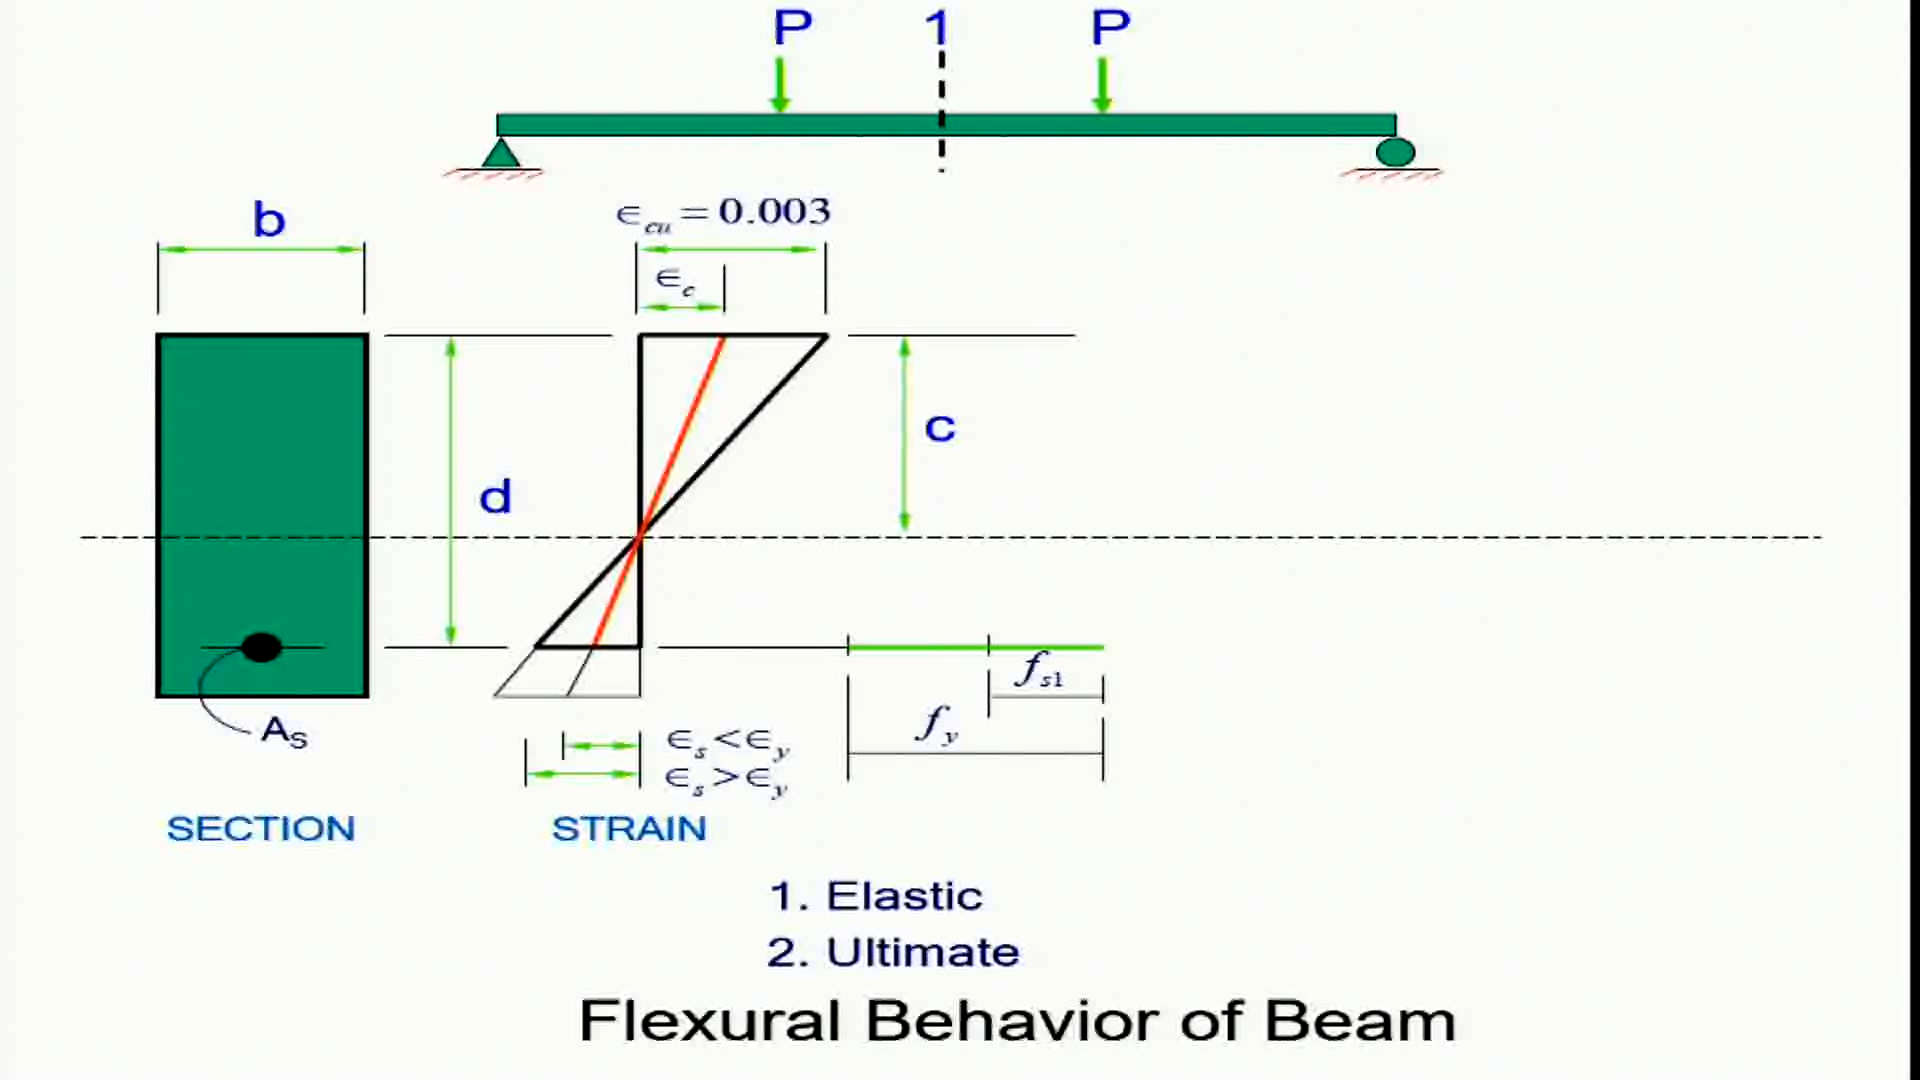 P 1 P
b
∈cu = 0.003
∈c
c
d
fs1
fy
As
∈s < ∈y
∈s > ∈y
SECTION STRAIN
1. Elastic
2. Ultimate
Flexural Behavior of Beam